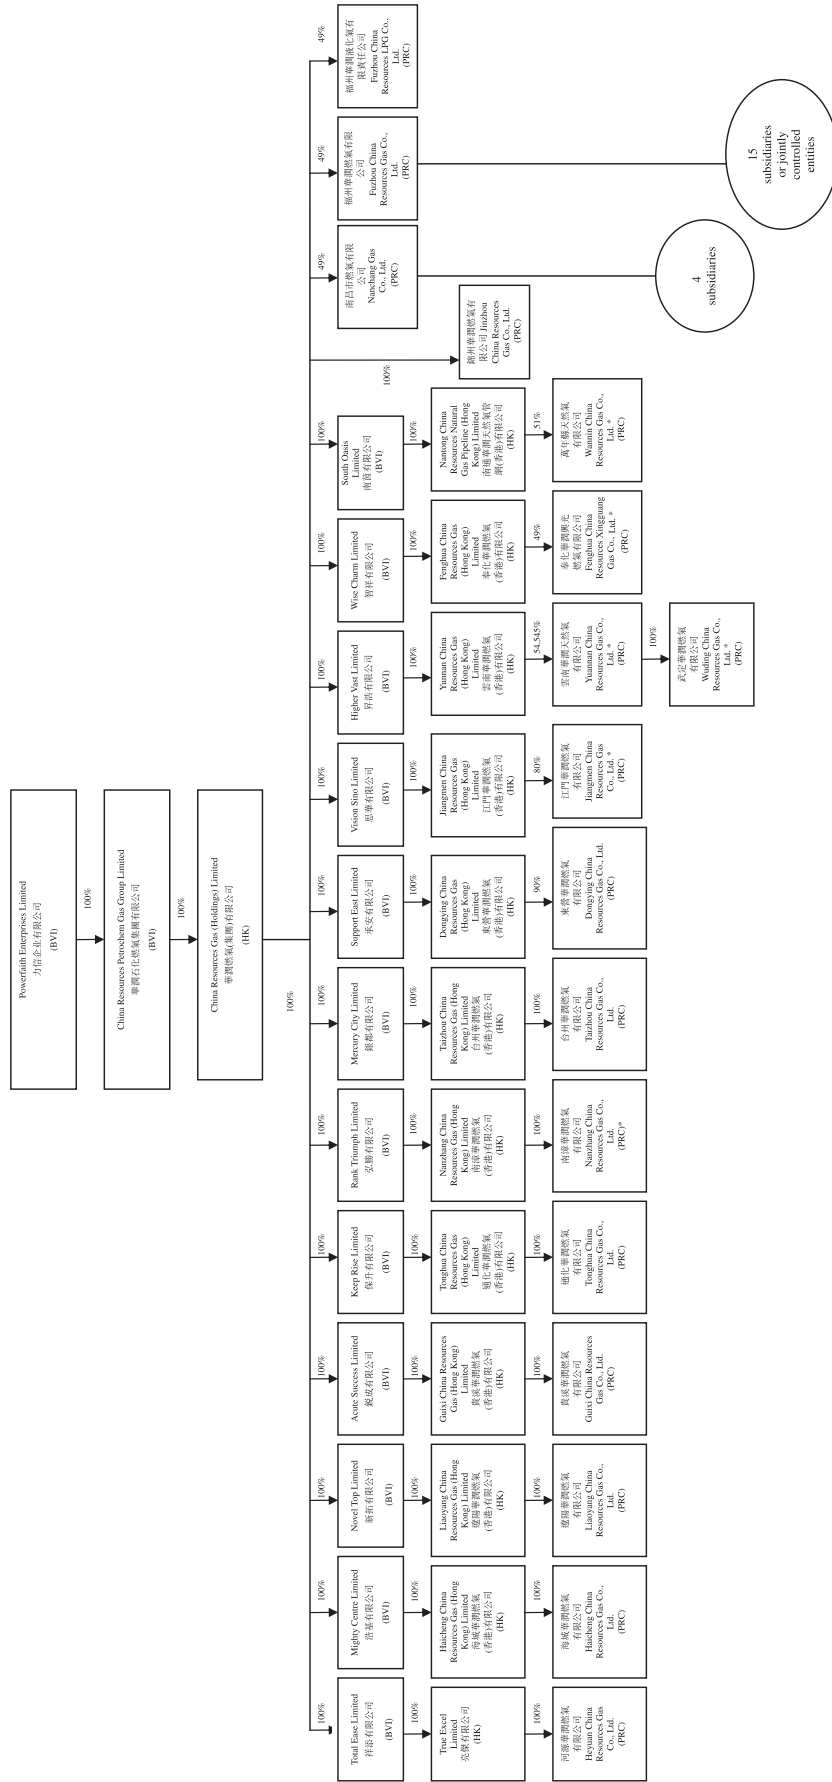 Powerfaith Enterprises Limited
力信企业有限公司
(BVI)
100%
China Resources Petrochem Gas Group Limited
華潤石化燃氣集團有限公司
(BVI)
100%
China Resources Gas (Holdings) Limited
華潤燃氣(集團)有限公司
(HK)
100%
100%
Total Ease Limited
祥添有限公司
(BVI)
100%
True Excel
Limited
亮傑有限公司
(HK)
100%
河源華潤燃氣
有限公司
Heyuan China
Resources Gas
Co., Ltd.
(PRC)
100%
Mighty Centre Limited
浩基有限公司
(BVI)
100%
Haicheng China
Resources Gas (Hong
Kong) Limited
海城華潤燃氣
(香港)有限公司
(HK)
100%
海城華潤燃氣
有限公司
Haicheng China
Resources Gas Co.,
Ltd.
(PRC)
100%
Novel Top Limited
新拓有限公司
(BVI)
100%
Liaoyang China
Resources Gas (Hong
Kong) Limited
遼陽華潤燃氣
(香港)有限公司
(HK)
100%
遼陽華潤燃氣
有限公司
Liaoyang China
Resources Gas Co.,
Ltd.
(PRC)
100%
Acute Success Limited
銳成有限公司
(BVI)
100%
Guixi China Resources
Gas (Hong Kong)
Limited
貴溪華潤燃氣
(香港)有限公司
(HK)
100%
貴溪華潤燃氣
有限公司
Guixi China Resources
Gas Co., Ltd.
(PRC)
100%
Keep Rise Limited
保升有限公司
(BVI)
100%
Tonghua China
Resources Gas
(Hong Kong)
Limited
通化華潤燃氣
(香港)有限公司
(HK)
100%
通化華潤燃氣
有限公司
Tonghua China
Resources Gas Co.,
Ltd.
(PRC)
100%
Rank Triumph Limited
弘勝有限公司
(BVI)
100%
Nanzhang China
Resources Gas (Hong
Kong) Limited
南漳華潤燃氣
(香港)有限公司
(HK)
100%
南漳華潤燃氣
有限公司
Nanzhang China
Resources Gas Co.,
Ltd.
(PRC)*
100%
Mercury City Limited
銀都有限公司
(BVI)
100%
Taizhou China
Resources Gas (Hong
Kong) Limited
台州華潤燃氣
(香港)有限公司
(HK)
100%
台州華潤燃氣
有限公司
Taizhou China
Resources Gas Co.,
Ltd.
(PRC)
100%
Support East Limited
承安有限公司
(BVI)
100%
Dongying China
Resources Gas
(Hong Kong)
Limited
東營華潤燃氣
(香港)有限公司
(HK)
90%
東營華潤燃氣
有限公司
Dongying China
Resources Gas Co., Ltd.
(PRC)
100%
Vision Sino Limited
思華有限公司
(BVI)
100%
Jiangmen China
Resources Gas
(Hong Kong)
Limited
江門華潤燃氣
(香港)有限公司
(HK)
80%
江門華潤燃氣
有限公司
Jiangmen China
Resources Gas
Co., Ltd. *
(PRC)
100%
Higher Vast Limited
昇浩有限公司
(BVI)
100%
Yunnan China
Resources Gas
(Hong Kong)
Limited
雲南華潤燃氣
(香港)有限公司
(HK)
54.545%
雲南華潤天然氣
有限公司
Yuannan China
Resources Gas Co.,
Ltd. *
(PRC)
100%
武定華潤燃氣
有限公司
Wuding China
Resources Gas Co.,
Ltd. *
(PRC)
100%
Wise Charm Limited
智祥有限公司
(BVI)
100%
Fenghua China
Resources Gas
(Hong Kong)
Limited
奉化華潤燃氣
(香港)有限公司
(HK)
49%
奉化華潤興光
燃氣有限公司
Fenghua China
Resources Xingguang
Gas Co., Ltd. *
(PRC)
100%
South Oasis
Limited
南茵有限公司
(BVI)
100%
Nantong China
Resources Natural
Gas Pipeline (Hong
Kong) Limited
南通華潤天然氣管
網(香港)有限公司
(HK)
51%
萬年縣天然氣
有限公司
Wannin China
Resources Gas Co.,
Ltd. *
(PRC)
100%
錦州華潤燃氣有
限公司 Jinzhou
China Resources
Gas Co., Ltd.
(PRC)
49%
南昌市燃氣有限
公司
Nanchang Gas
Co., Ltd.
(PRC)
4
subsidiaries
49%
福州華潤燃氣有限
公司
Fuzhou China
Resources Gas Co.,
Ltd.
(PRC)
15
subsidiaries
or jointly
controlled
entities
49%
福州華潤液化氣有
限責任公司
Fuzhou China
Resources LPG Co.,
Ltd.
(PRC)